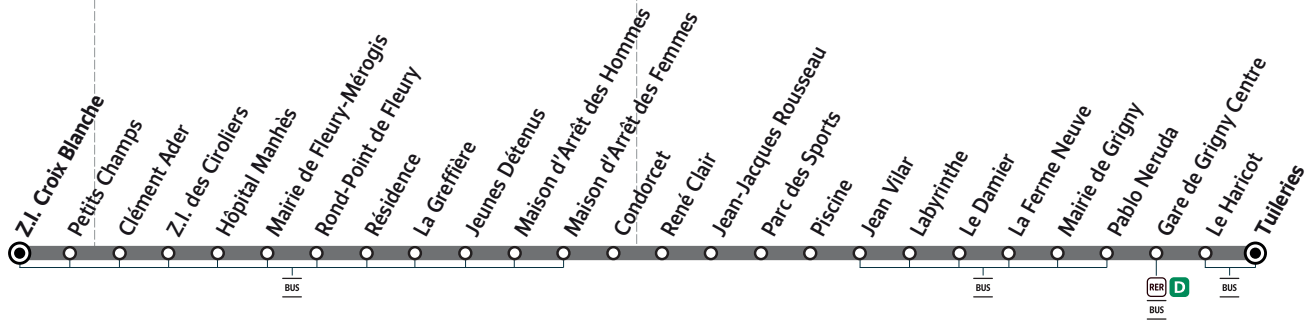 Z.I. Croix Blanche
Petits Champs
Clément Ader
Z.I. des Ciroliers
Hôpital Manhès
Mairie de Fleury-Mérogis
Rond-Point de Fleury
Résidence
La Greffière
Jeunes Détenus
Maison d'Arrêt des Hommes
Maison d'Arrêt des Femmes
Condorcet
René Clair
Jean-Jacques Rousseau
Parc des Sports
Piscine
Jean Vilar
Labyrinthe
Le Damier
La Ferme Neuve
Mairie de Grigny
Pablo Neruda
Gare de Grigny Centre
Le Haricot
Tuileries
BUS
BUS
RER D
BUS
BUS